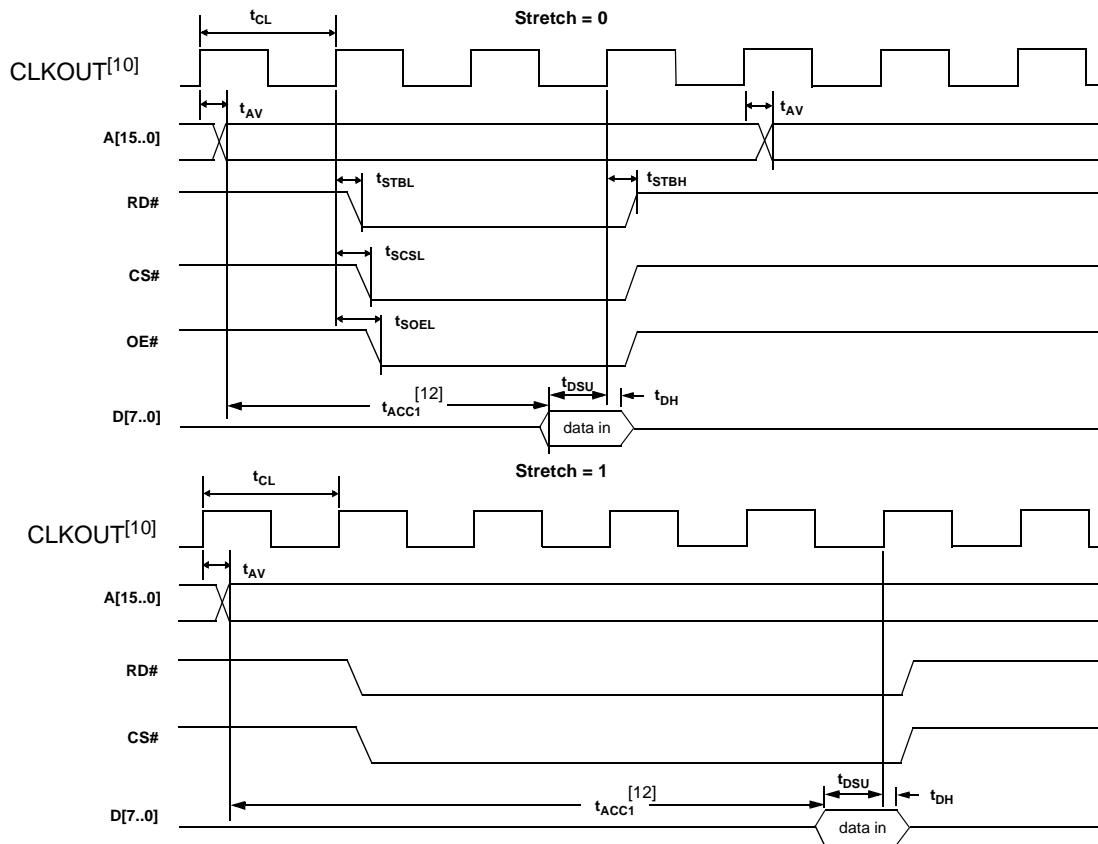 Stretch = 0
tCL
CLKOUT[10]
tAV
tAV
A[15..0]
tSTBL
tSTBH
RD#
tSCSL
CS#
tSOEL
OE#
tDSU
tACC1[12]
tDH
D[7..0]
data in
Stretch = 1
tCL
CLKOUT[10]
tAV
A[15..0]
RD#
CS#
tDSU
tACC1[12]
tDH
D[7..0]
data in